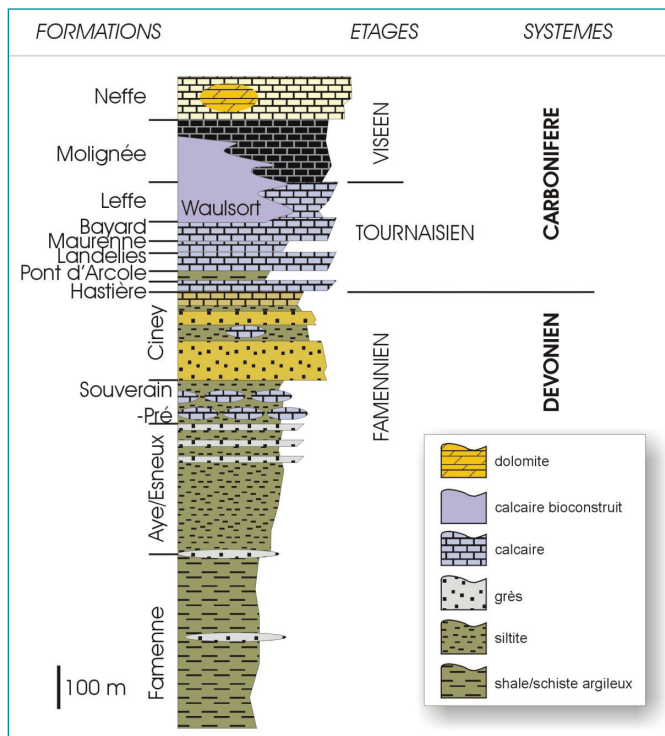 FORMATIONS ETAGES SYSTEMES
Neffe
Molignée
Leffe
Waulsort
Bayard
Maurenne
Landelies
Pont d'Arcole
Hastière
Ciney
Souverain
-Pré
Aye/Esneux
Famenne
VISEEN
TOURNAISIEN
FAMENNIEN
CARBONIFERE
DEVONIEN
dolomite
calcaire bioconstruit
calcaire
grès
siltite
shale/schiste argileux
100 m